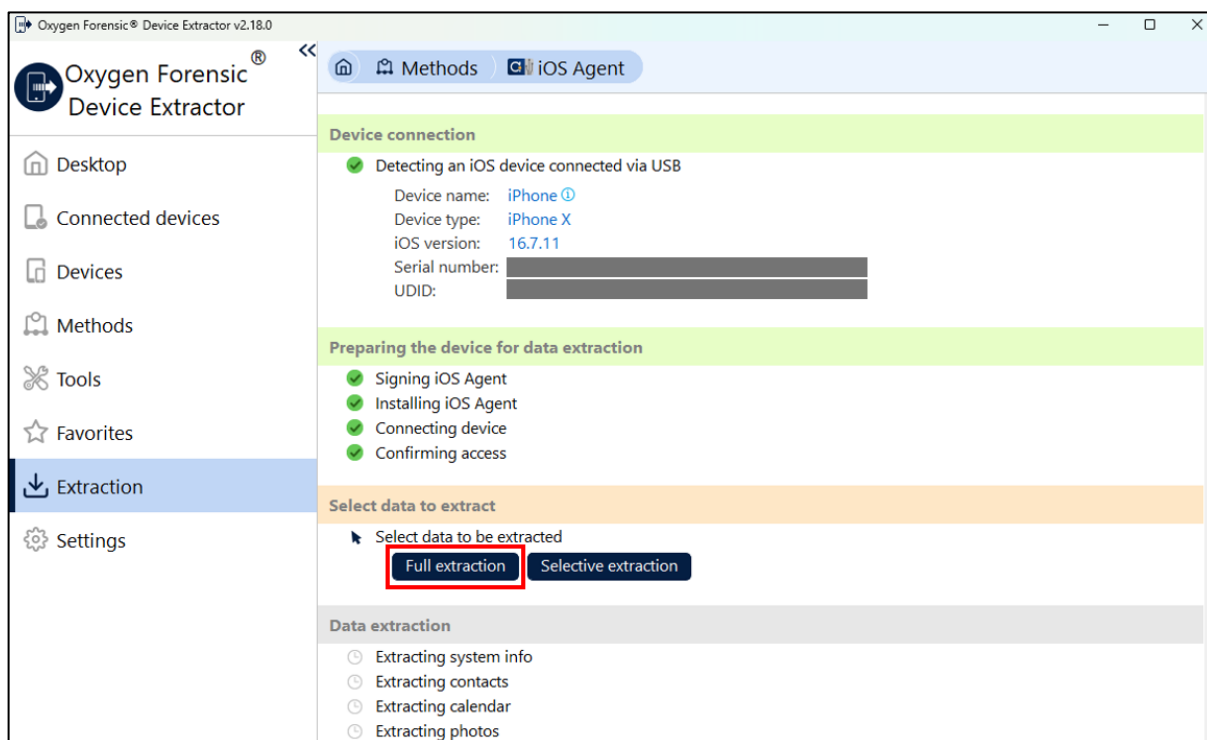 Oxygen Forensic® Device Extractor v2.18.0
Oxygen Forensic ®
Device Extractor
Desktop
Connected devices
Devices
Methods
Tools
Favorites
Extraction
Settings
Methods iOS Agent
Device connection
Detecting an iOS device connected via USB
Device name: iPhone
Device type: iPhone X
iOS version: 16.7.11
Serial number:
UDID:
Preparing the device for data extraction
Signing iOS Agent
Installing iOS Agent
Connecting device
Confirming access
Select data to extract
Select data to be extracted
Full extraction Selective extraction
Data extraction
Extracting system info
Extracting contacts
Extracting calendar
Extracting photos